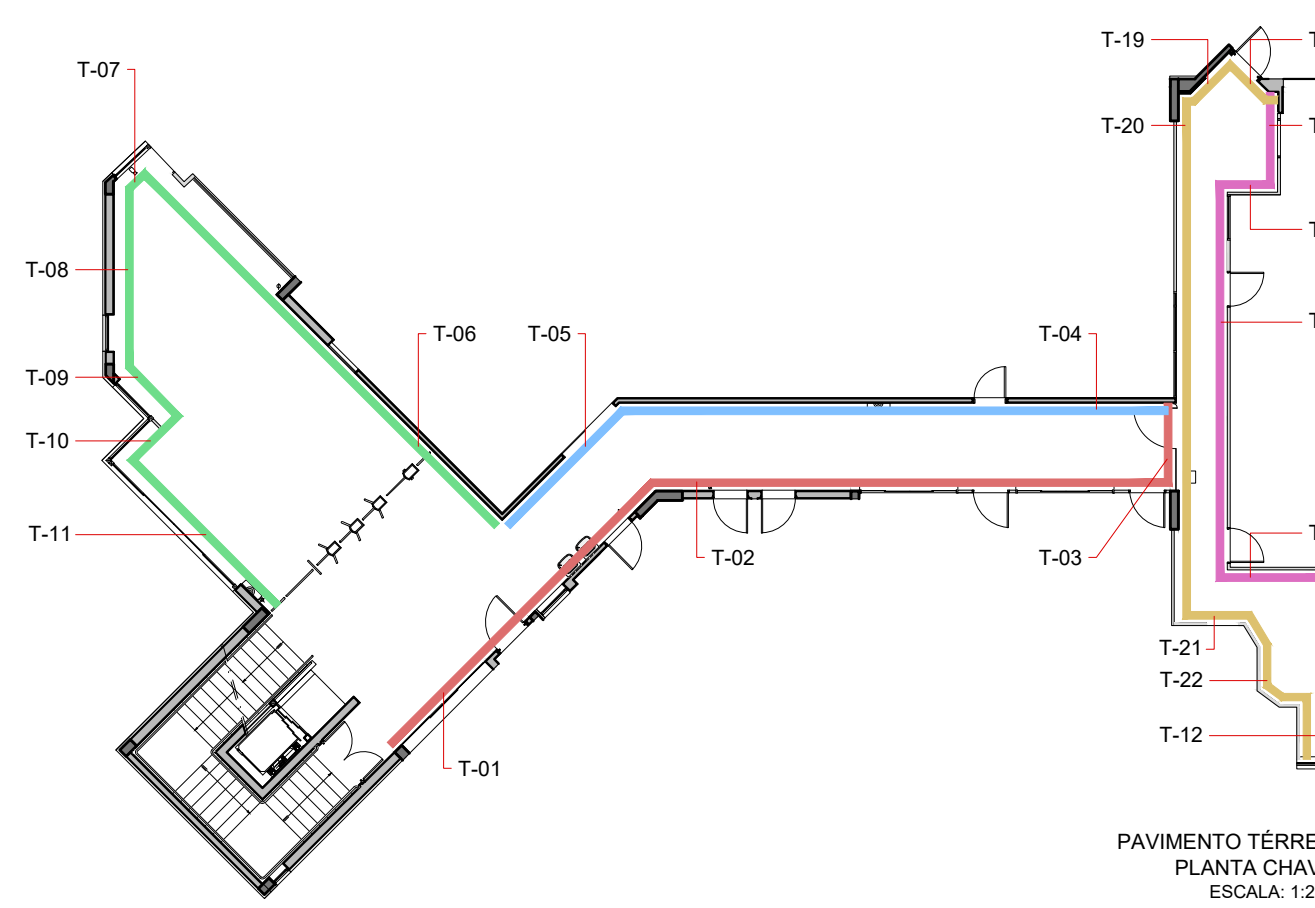 T-19
T-07
T-20
T-08
T-06
T-05
T-04
T-09
T-10
T-11
T-02
T-03
T-21
T-22
T-12
T-01
PAVIMENTO TÉRRE
PLANTA CHAV
ESCALA: 1:2